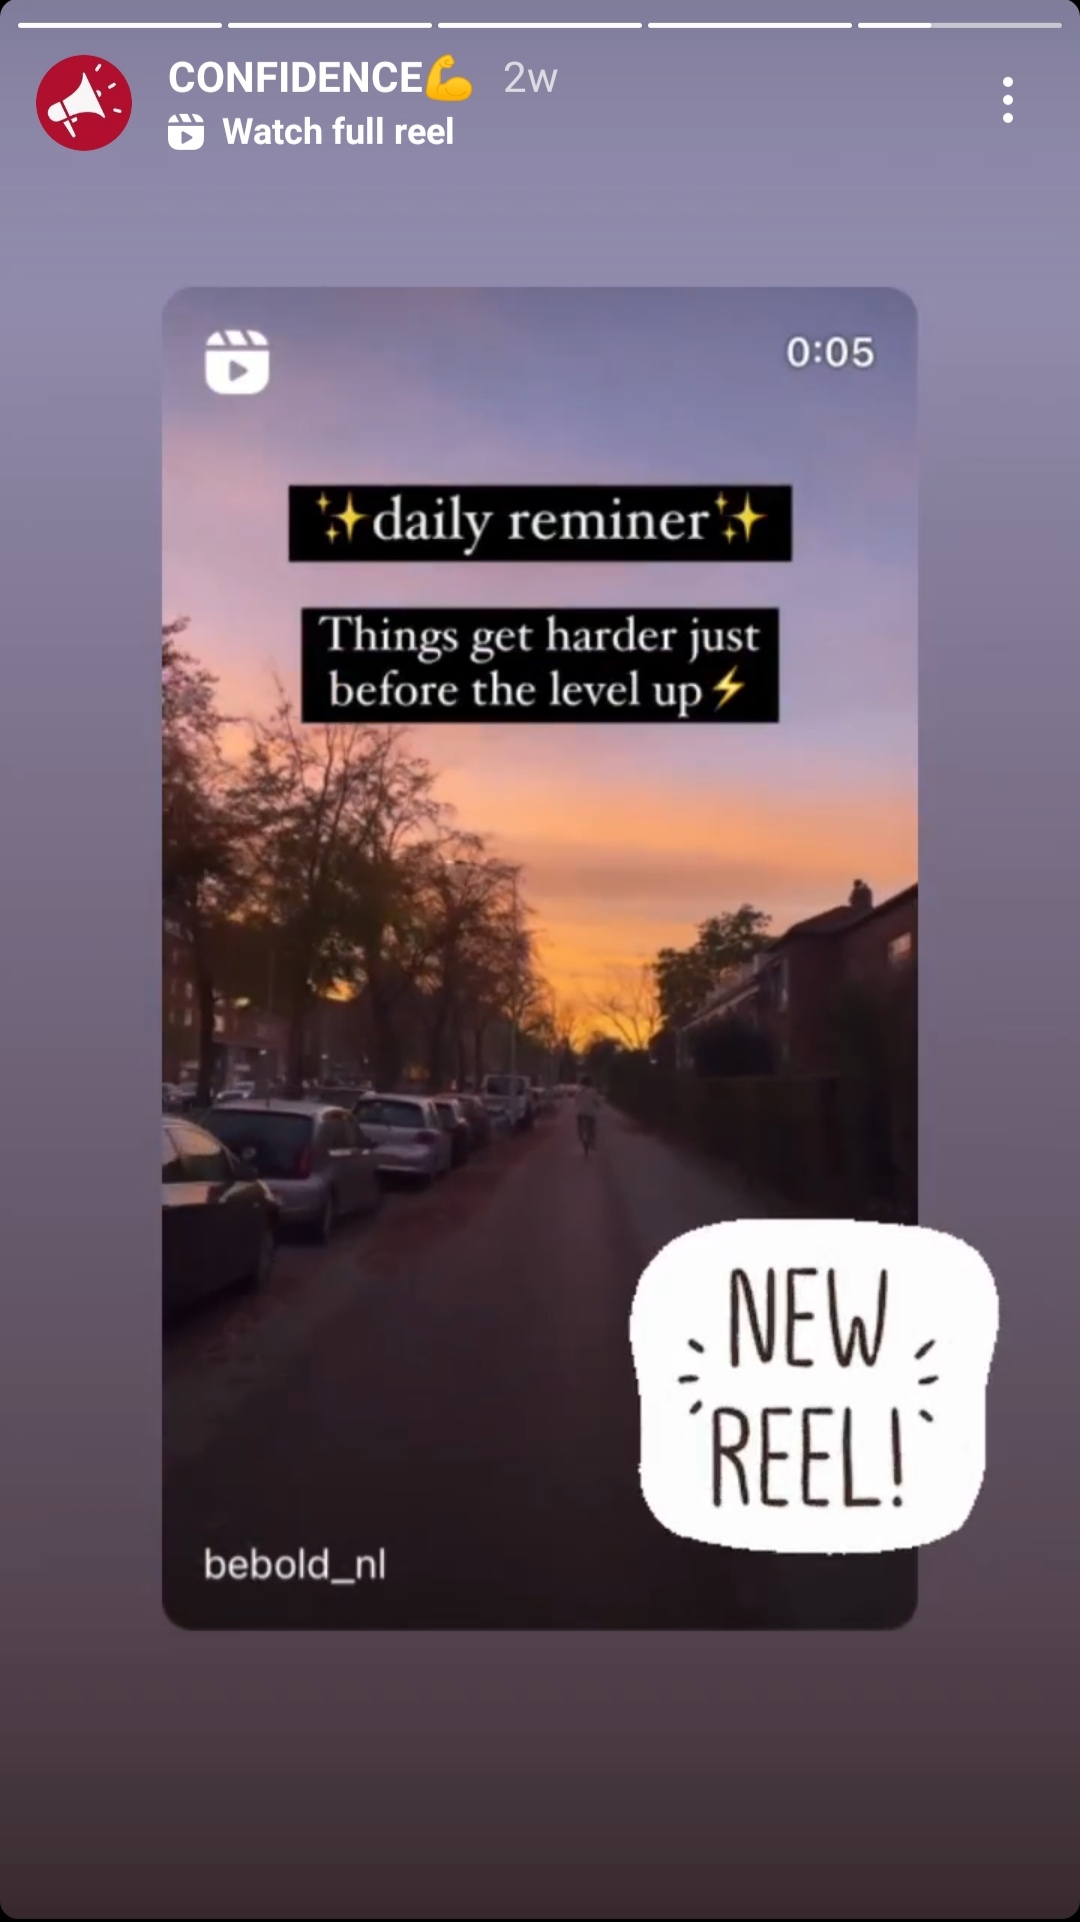 CONFIDENCE💪 2w
Watch full reel
0:05
✨daily reminer✨
Things get harder just
before the level up⚡
NEW
REEL!
bebold_nl